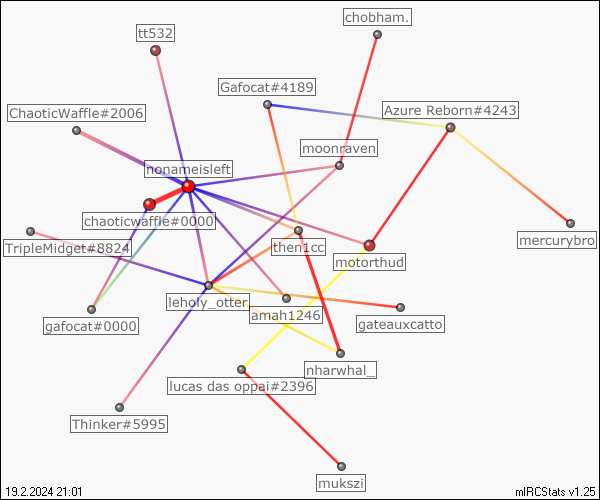 chobham.
tt532
Gafocat#4189
ChaoticWaffle#2006
Azure Reborn#4243
moonraven
nonameisleft
chaoticwaffle#0000
mercurybro
TripleMidget#8824
then1cc
motorthud
leholy_otter
amah1246
gafocat#0000
gateauxcatto
nharwhal_
lucas das oppai#2396
Thinker#5995
mukszi
19.2.2024 21:01
mIRCStats v1.25